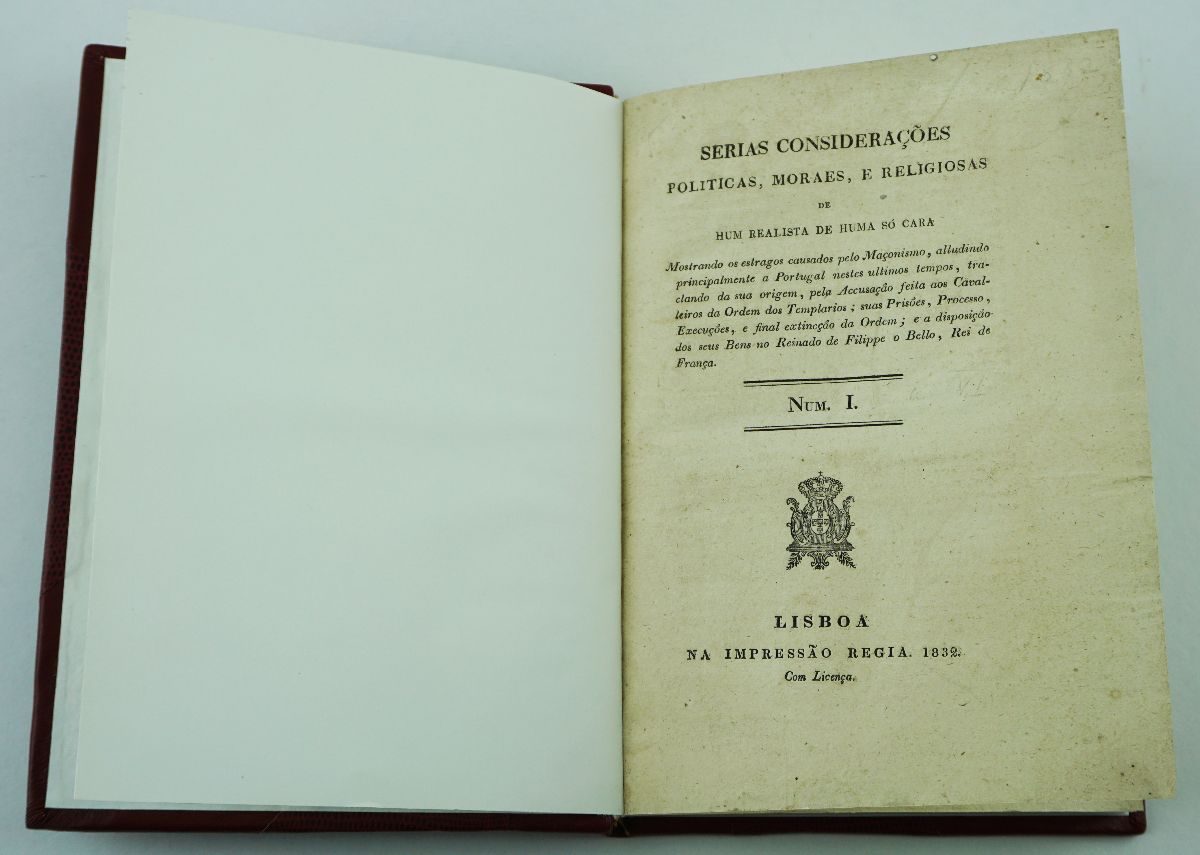 SERIAS CONSIDERAÇÕES
POLITICAS, MORAES, E RELIGIOSAS
DE
HUM REALISTA DE HUMA SÓ CARA
Mostrando os estragos causados pelo Maçonismo, alludindo
principalmente a Portugal nestes ultimos tempos, tra-
ctando da sua origem, pela Accusação feita aos Caval-
leiros da Ordem dos Templarios; suas Prisões, Processo,
Execuções, e final extincção da Ordem; e a disposição
dos seus Bens no Reinado de Filippe o Bello, Rei de
França.
NUM. I.
LISBOA
NA IMPRESSÃO REGIA. 1832.
Com Licença.